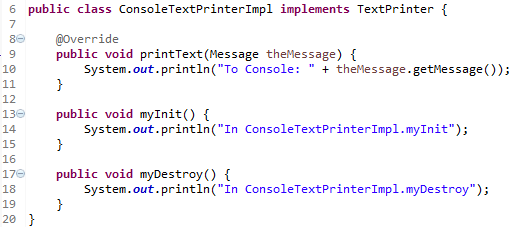 6 public class ConsoleTextPrinterImpl implements TextPrinter {
7
8 @Override
9 public void printText(Message theMessage) {
10 System.out.println("To Console: " + theMessage.getMessage());
11 }
12
13 public void myInit() {
14 System.out.println("In ConsoleTextPrinterImpl.myInit");
15 }
16
17 public void myDestroy() {
18 System.out.println("In ConsoleTextPrinterImpl.myDestroy");
19 }
20 }